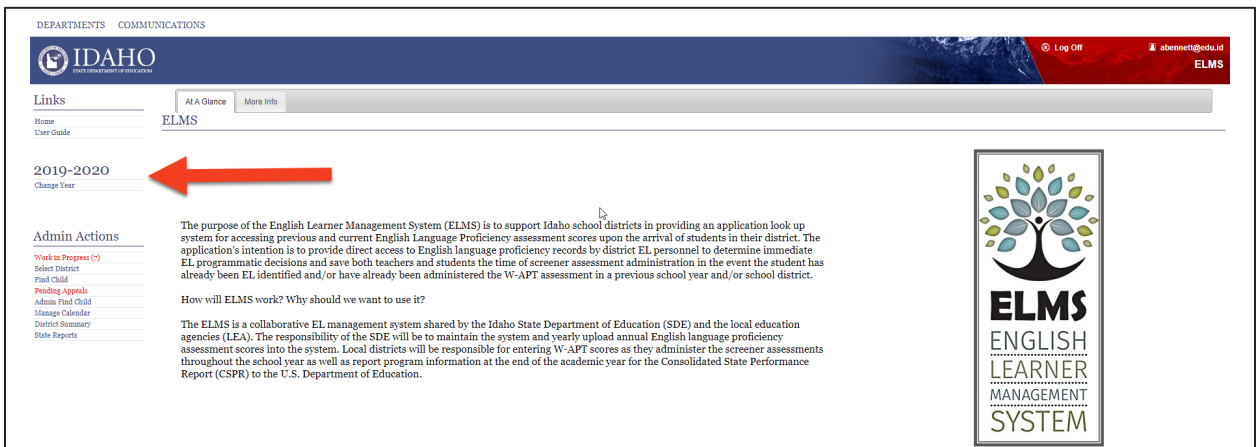 DEPARTMENTS COMMUNICATIONS
IDAHO
STATE DEPARTMENT OF EDUCATION
Log Off
abennett@edu.id
ELMS
Links
Home
User Guide
2019-2020
Change Year
Admin Actions
Work in Progress (7)
Select District
Find Child
Pending Appeals
Admin Find Child
Manage Calendar
District Summary
State Reports
At A Glance More Info
ELMS
The purpose of the English Learner Management System (ELMS) is to support Idaho school districts in providing an application look up
system for accessing previous and current English Language Proficiency assessment scores upon the arrival of students in their district. The
application's intention is to provide direct access to English language proficiency records by district EL personnel to determine immediate
EL programmatic decisions and save both teachers and students the time of screener assessment administration in the event the student has
already been EL identified and/or have already been administered the W-APT assessment in a previous school year and/or school district.
How will ELMS work? Why should we want to use it?
The ELMS is a collaborative EL management system shared by the Idaho State Department of Education (SDE) and the local education
agencies (LEA). The responsibility of the SDE will be to maintain the system and yearly upload annual English language proficiency
assessment scores into the system. Local districts will be responsible for entering W-APT scores as they administer the screener assessments
throughout the school year as well as report program information at the end of the academic year for the Consolidated State Performance
Report (CSPR) to the U.S. Department of Education.
ELMS
ENGLISH
LEARNER
MANAGEMENT
SYSTEM